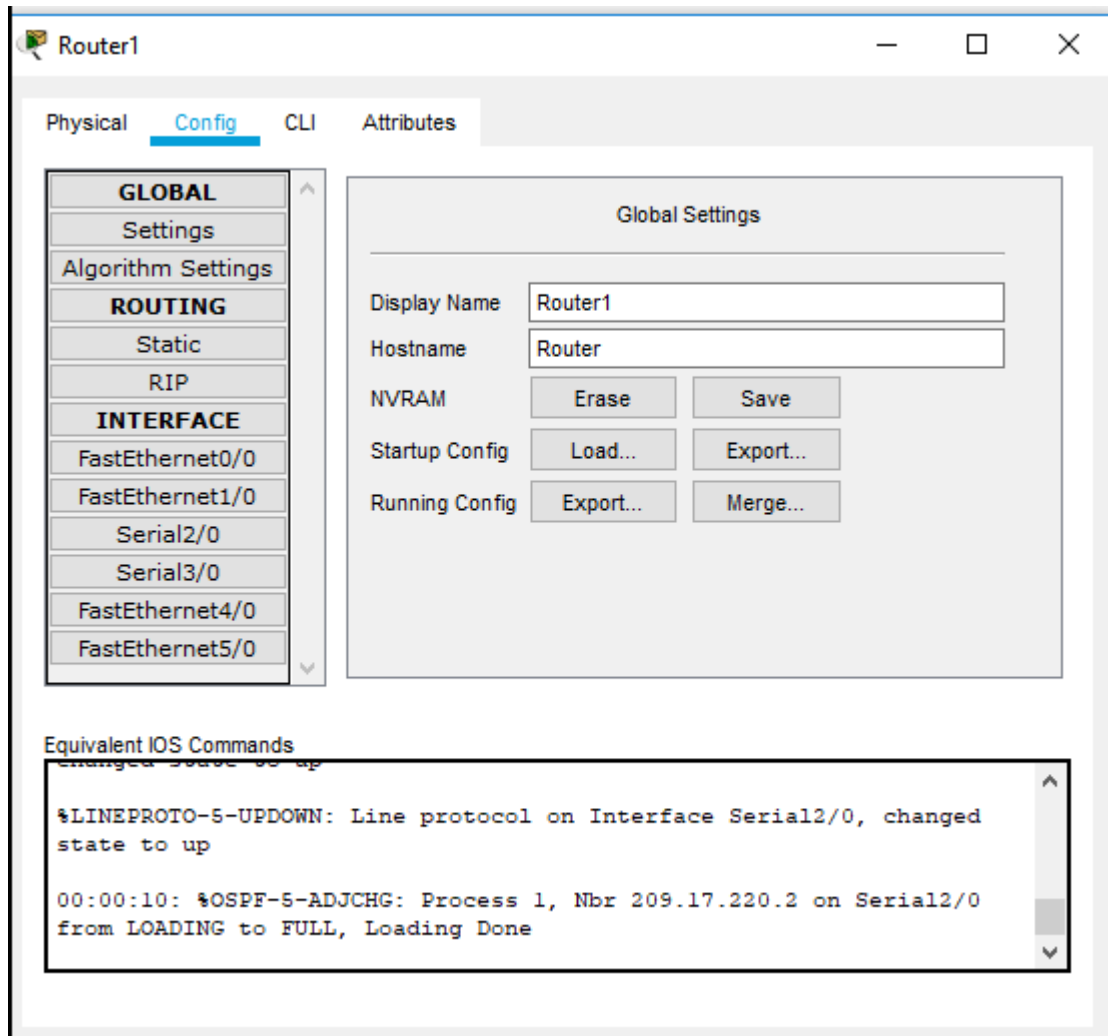 Router1
Physical Config CLI Attributes
GLOBAL
Settings
Algorithm Settings
ROUTING
Static
RIP
INTERFACE
FastEthernet0/0
FastEthernet1/0
Serial2/0
Serial3/0
FastEthernet4/0
FastEthernet5/0
Global Settings
Display Name Router1
Hostname Router
NVRAM Erase Save
Startup Config Load... Export...
Running Config Export... Merge...
Equivalent IOS Commands
changed state to up
%LINEPROTO-5-UPDOWN: Line protocol on Interface Serial2/0, changed
state to up
00:00:10: %OSPF-5-ADJCHG: Process 1, Nbr 209.17.220.2 on Serial2/0
from LOADING to FULL, Loading Done